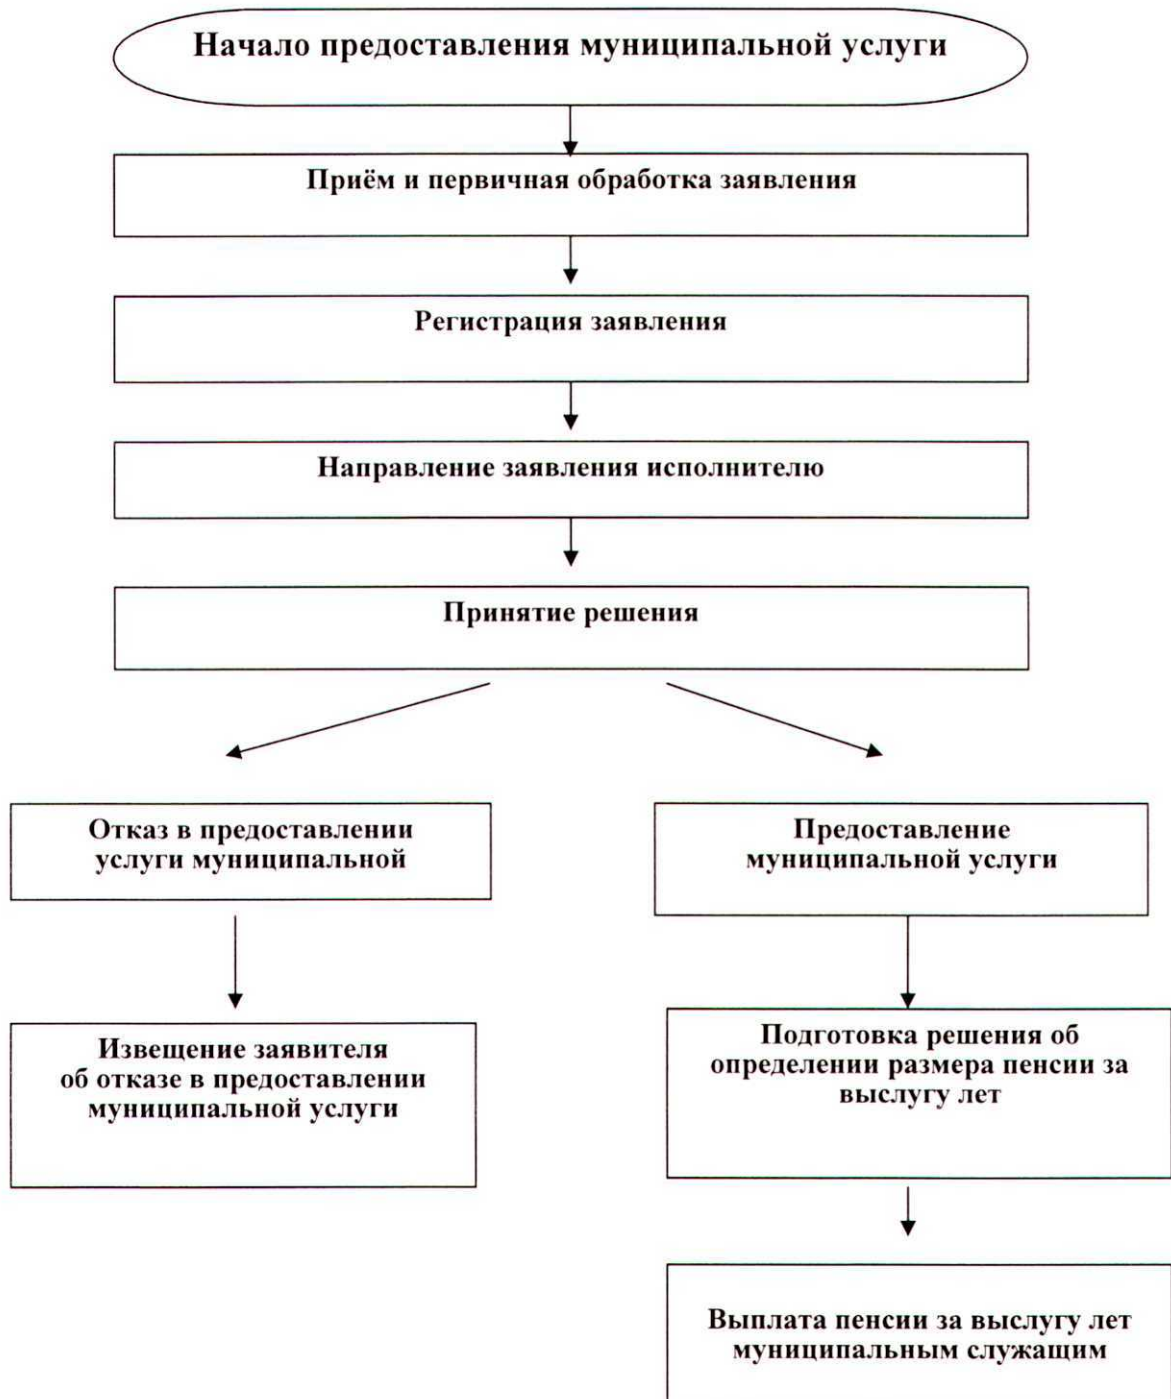 Начало предоставления муниципальной услуги
Приём и первичная обработка заявления
Регистрация заявления
Направление заявления исполнителю
Принятие решения
Отказ в предоставлении
услуги муниципальной
Предоставление
муниципальной услуги
Извещение заявителя
об отказе в предоставлении
муниципальной услуги
Подготовка решения об
определении размера пенсии за
выслугу лет
Выплата пенсии за выслугу лет
муниципальным служащим